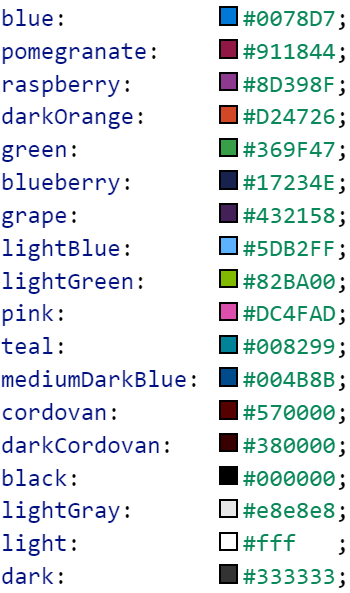 blue: #0078D7;
pomegranate: #911844;
raspberry: #8D398F;
darkOrange: #D24726;
green: #369F47;
blueberry: #17234E;
grape: #432158;
lightBlue: #5DB2FF;
lightGreen: #82BA00;
pink: #DC4FAD;
teal: #008299;
mediumDarkBlue: #004B8B;
cordovan: #570000;
darkCordovan: #380000;
black: #000000;
lightGray: #e8e8e8;
light: #fff ;
dark: #333333;